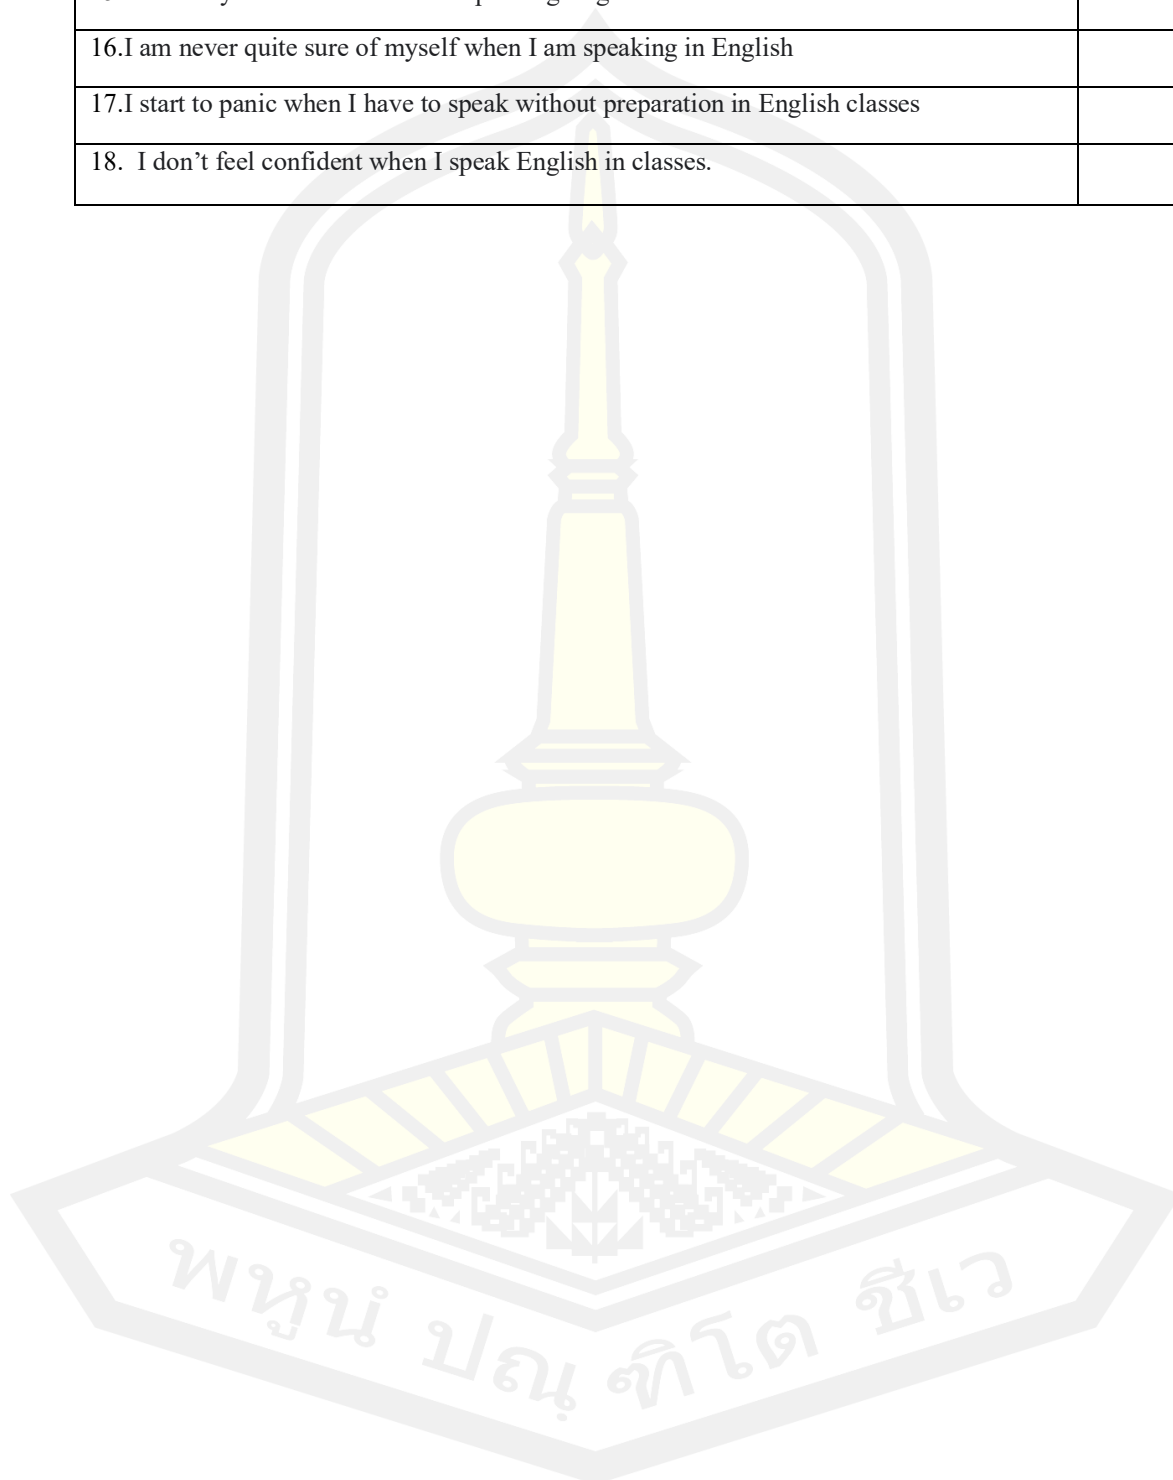 16.I am never quite sure of myself when I am speaking in English
17.I start to panic when I have to speak without preparation in English classes
18.  I don’t feel confident when I speak English in classes.
พหูนํ ปณฺฑิโต ชีเว